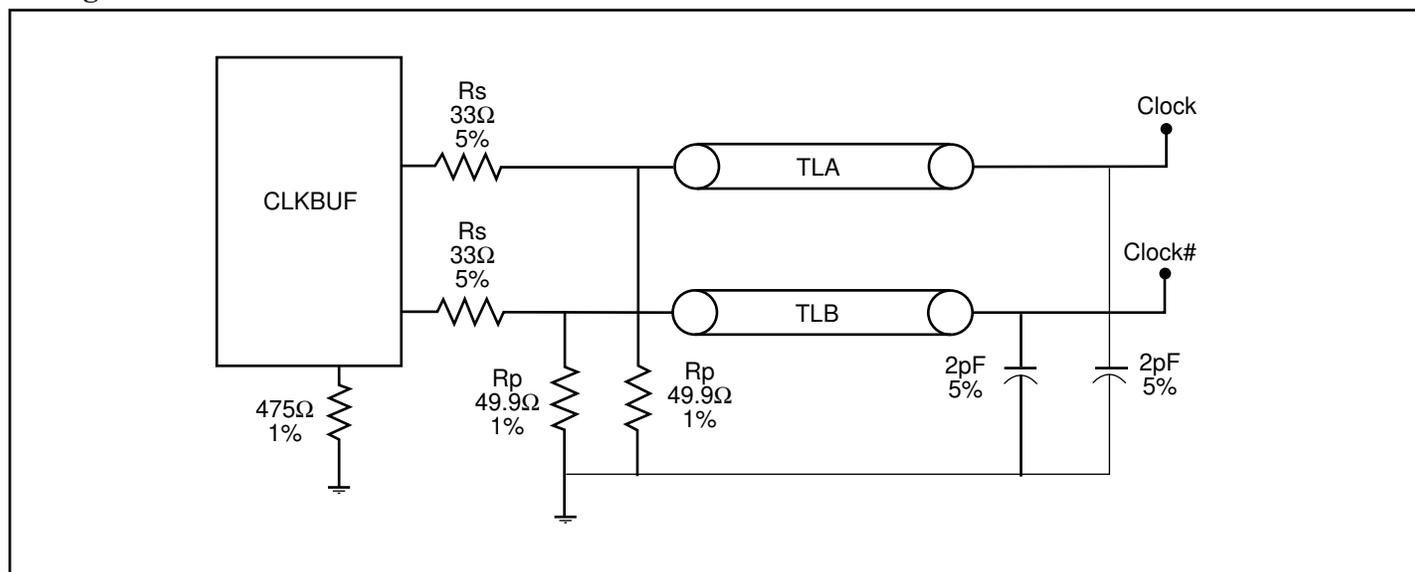 Rs
33Ω
5%
Clock
TLA
CLKBUF
Rs
33Ω
5%
Clock#
TLB
2pF
5%
2pF
5%
Rp
49.9Ω
1%
Rp
49.9Ω
1%
475Ω
1%